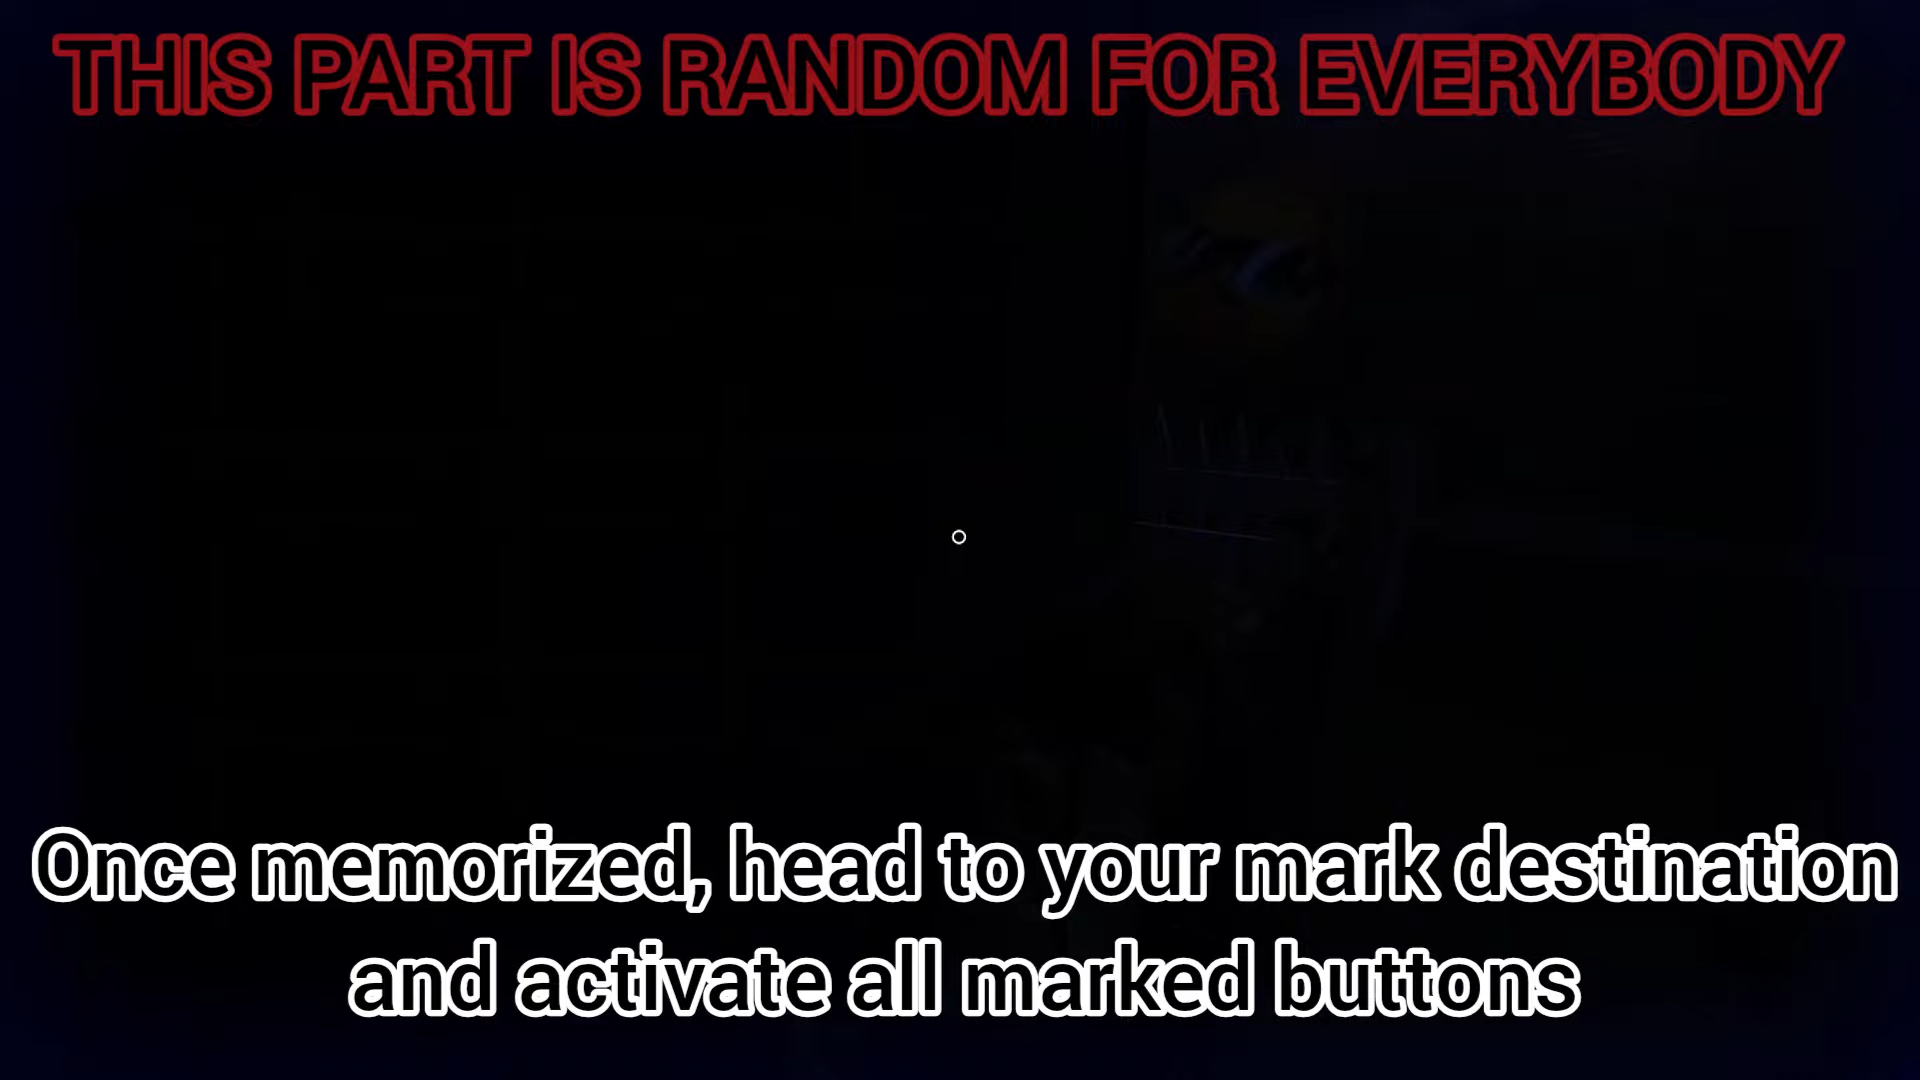 THIS PART IS RANDOM FOR EVERYBODY
Once memorized, head to your mark destination
and activate all marked buttons